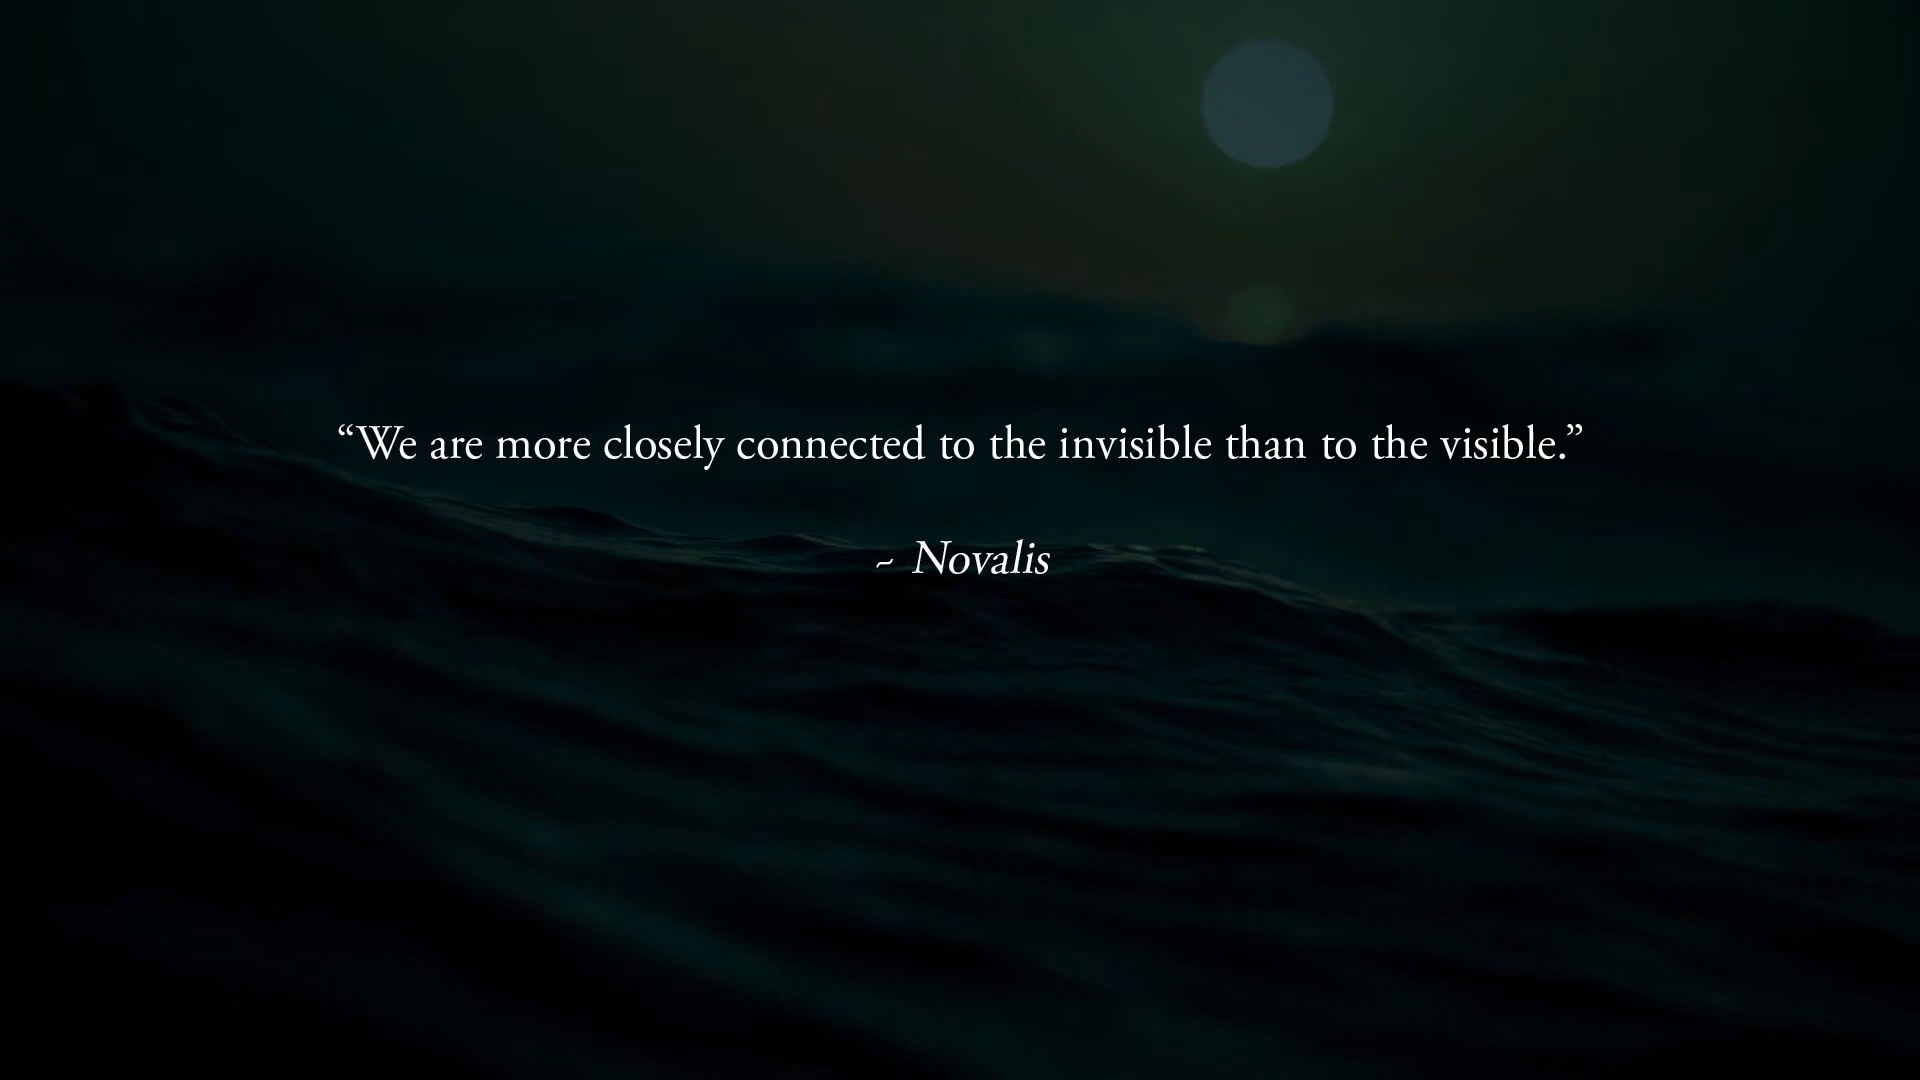 “We are more closely connected to the invisible than to the visible.”
~ Novalis